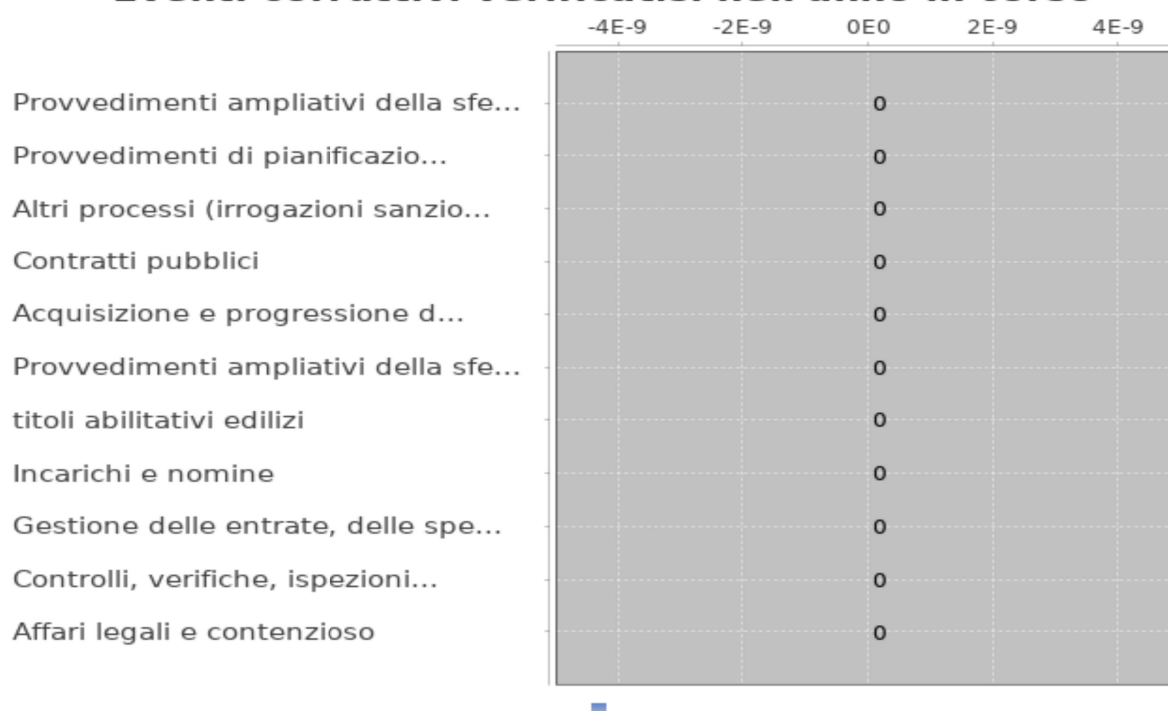 -4E-9 -2E-9 0E0 2E-9 4E-9
Provvedimenti ampliativi della sfe... 0
Provvedimenti di pianificazio... 0
Altri processi (irrogazioni sanzio... 0
Contratti pubblici 0
Acquisizione e progressione d... 0
Provvedimenti ampliativi della sfe... 0
titoli abilitativi edilizi 0
Incarichi e nomine 0
Gestione delle entrate, delle spe... 0
Controlli, verifiche, ispezioni... 0
Affari legali e contenzioso 0